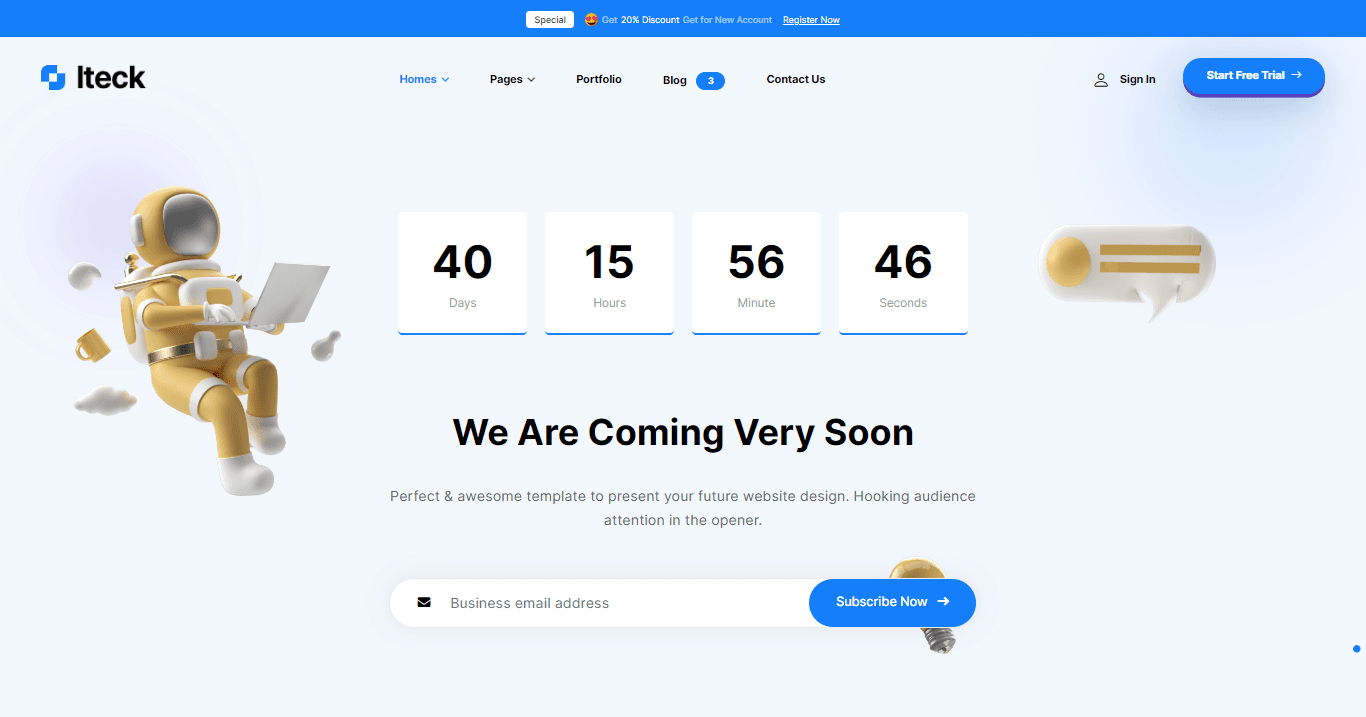 Special 😍 Get 20% Discount Get for New Account Register Now
Iteck
Homes Pages Portfolio Blog 3 Contact Us Sign In Start Free Trial →
40 15 56 46
Days Hours Minute Seconds
We Are Coming Very Soon
Perfect & awesome template to present your future website design. Hooking audience
attention in the opener.
Business email address Subscribe Now →